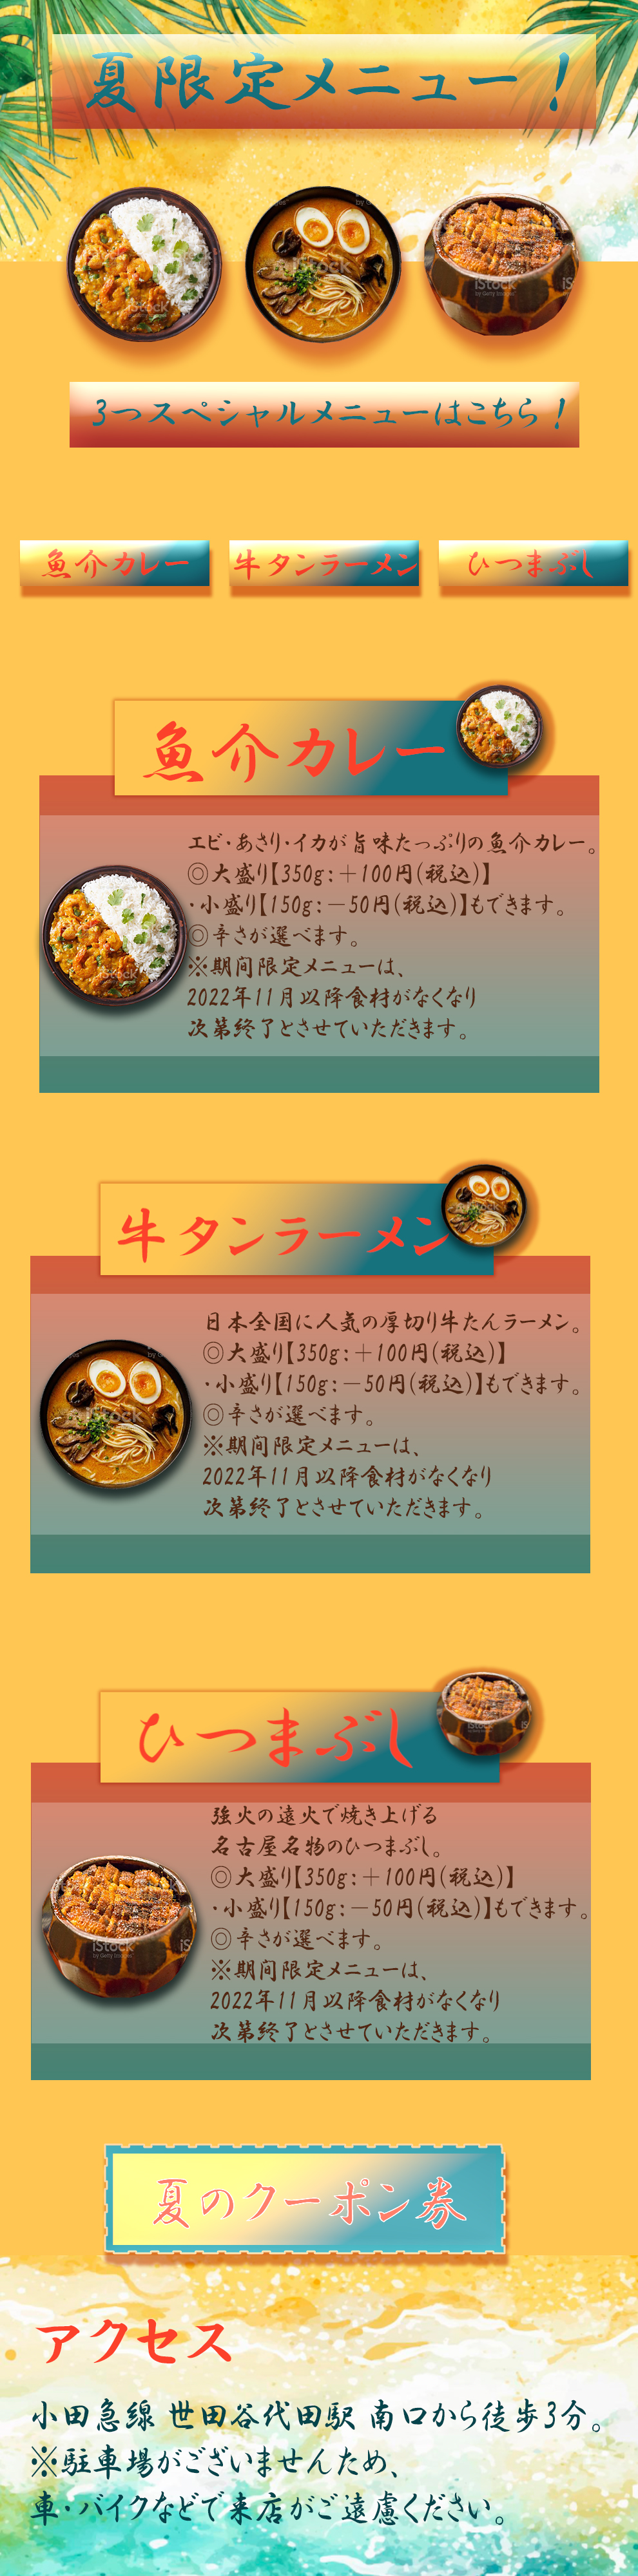 夏限定メニュー！
3つスペシャルメニューはこちら！
魚介カレー
牛タンラーメン
ひつまぶし
魚介カレー
エビ・あさり・イカが旨味たっぷりの魚介カレー。
◎大盛り【350g：＋100円(税込)】
・小盛り【150g：－50円(税込)】もできます。
◎辛さが選べます。
※期間限定メニューは、
2022年11月以降食材がなくなり
次第終了とさせていただきます。
牛タンラーメン
日本全国に人気の厚切り牛たんラーメン。
◎大盛り【350g：＋100円(税込)】
・小盛り【150g：－50円(税込)】もできます。
◎辛さが選べます。
※期間限定メニューは、
2022年11月以降食材がなくなり
次第終了とさせていただきます。
ひつまぶし
強火の遠火で焼き上げる
名古屋名物のひつまぶし。
◎大盛り【350g：＋100円(税込)】
・小盛り【150g：－50円(税込)】もできます。
◎辛さが選べます。
※期間限定メニューは、
2022年11月以降食材がなくなり
次第終了とさせていただきます。
夏のクーポン券
アクセス
小田急線 世田谷代田駅 南口から徒歩3分。
※駐車場がございませんため、
車・バイクなどで来店がご遠慮ください。